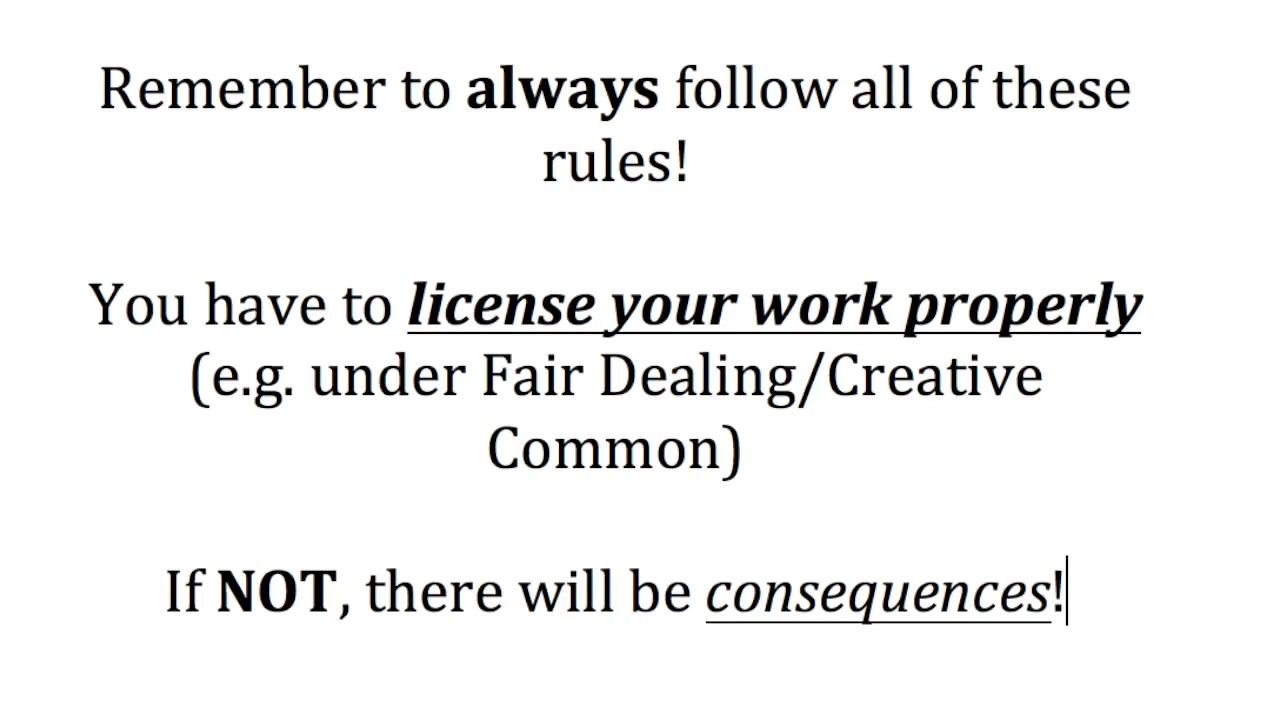 Remember to always follow all of these
rules!
You have to license your work properly
(e.g. under Fair Dealing/Creative
Common)
If NOT, there will be consequences!